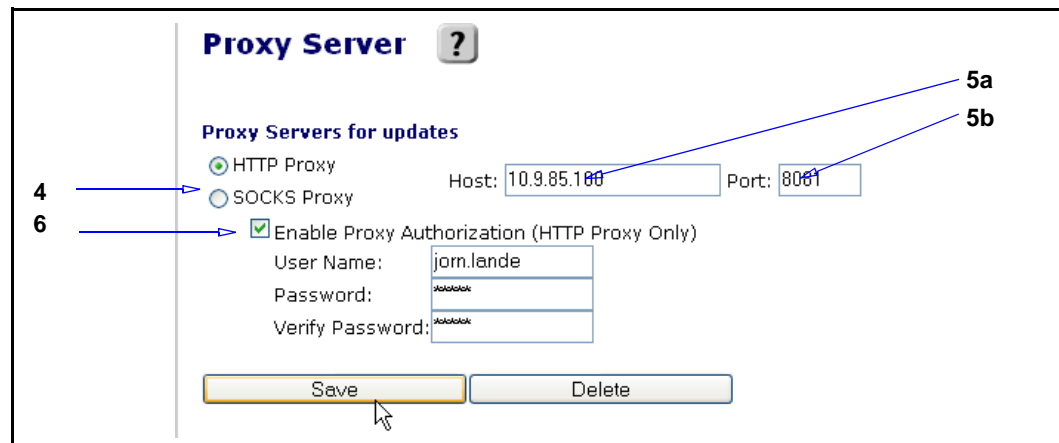 Proxy Server ?
5a
5b
Proxy Servers for updates
HTTP Proxy
Host: 10.9.85.160 Port: 8081
4
SOCKS Proxy
6
Enable Proxy Authorization (HTTP Proxy Only)
User Name: jorn.lande
Password: ******
Verify Password: ******
Save Delete